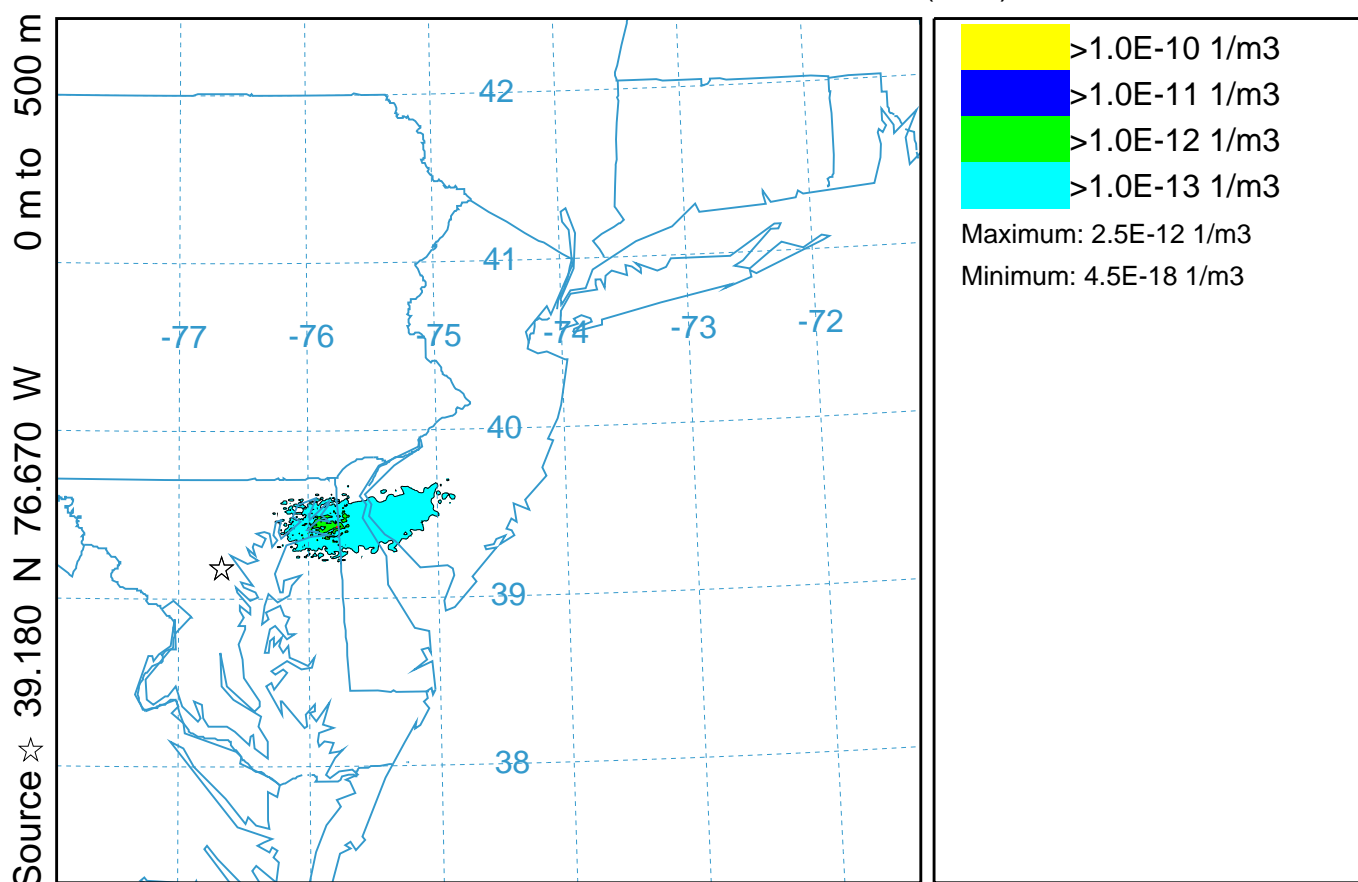 Source ☆ 39.180 N 76.670 W 0 m to 500 m
42
41
-77 -76 -75 -74 -73 -72
40
39
38
>1.0E-10 1/m3
>1.0E-11 1/m3
>1.0E-12 1/m3
>1.0E-13 1/m3
Maximum: 2.5E-12 1/m3
Minimum: 4.5E-18 1/m3